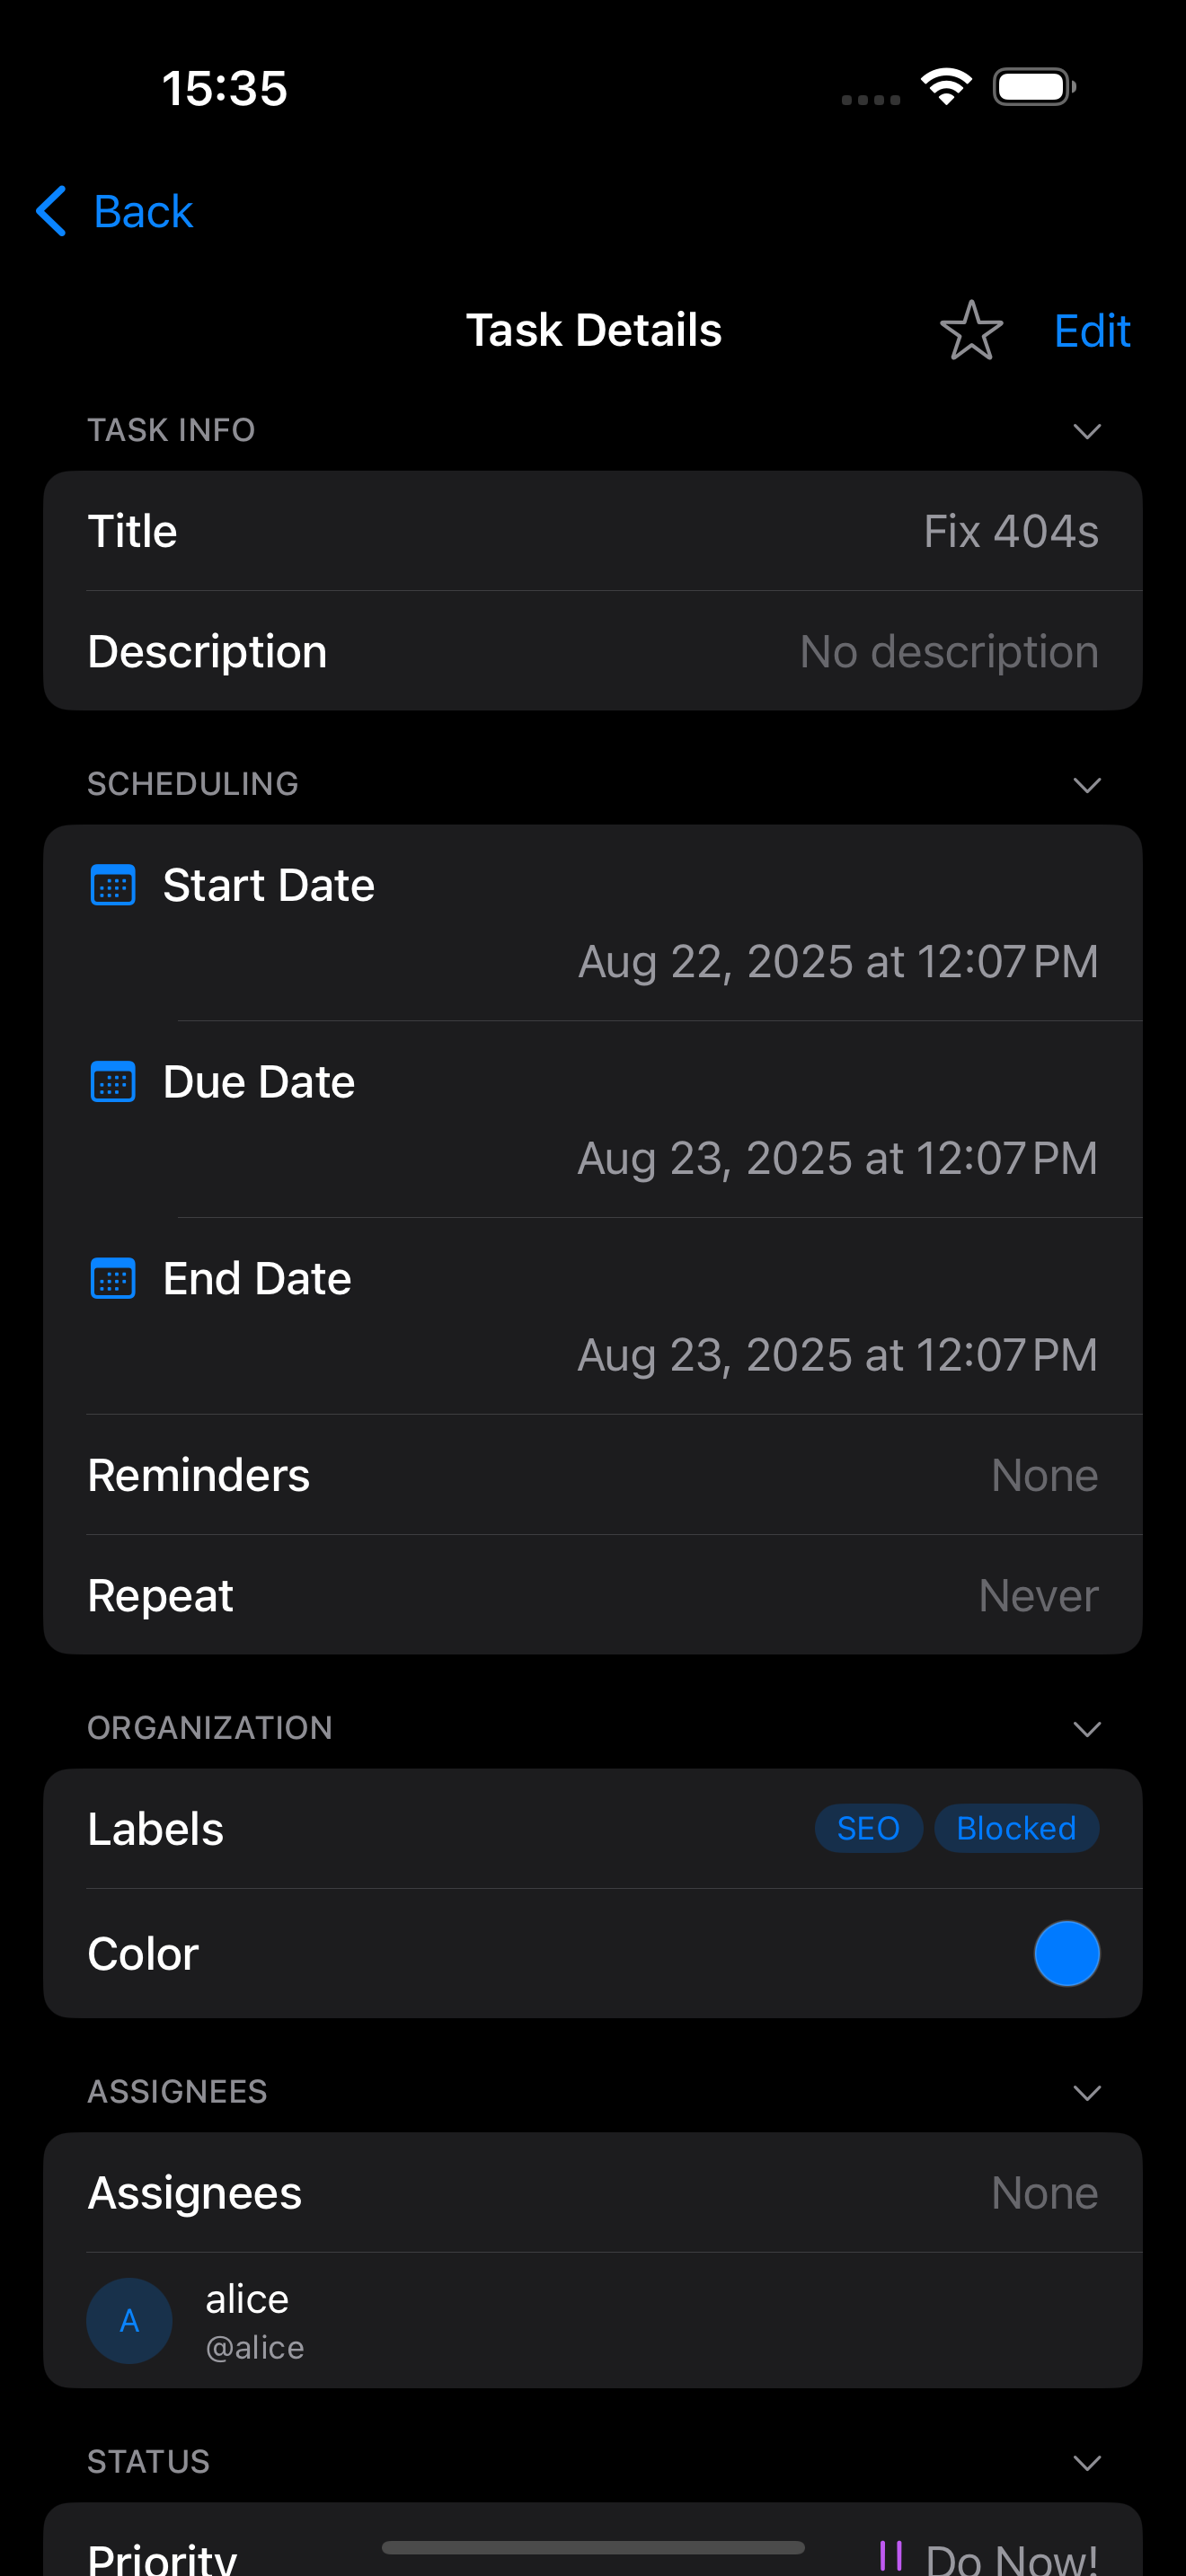 15:35
Back
Task Details
Edit
TASK INFO
Title Fix 404s
Description No description
SCHEDULING
Start Date
Aug 22, 2025 at 12:07 PM
Due Date
Aug 23, 2025 at 12:07 PM
End Date
Aug 23, 2025 at 12:07 PM
Reminders None
Repeat Never
ORGANIZATION
Labels SEO Blocked
Color
ASSIGNEES
Assignees None
A
alice
@alice
STATUS
Priority Do Now!